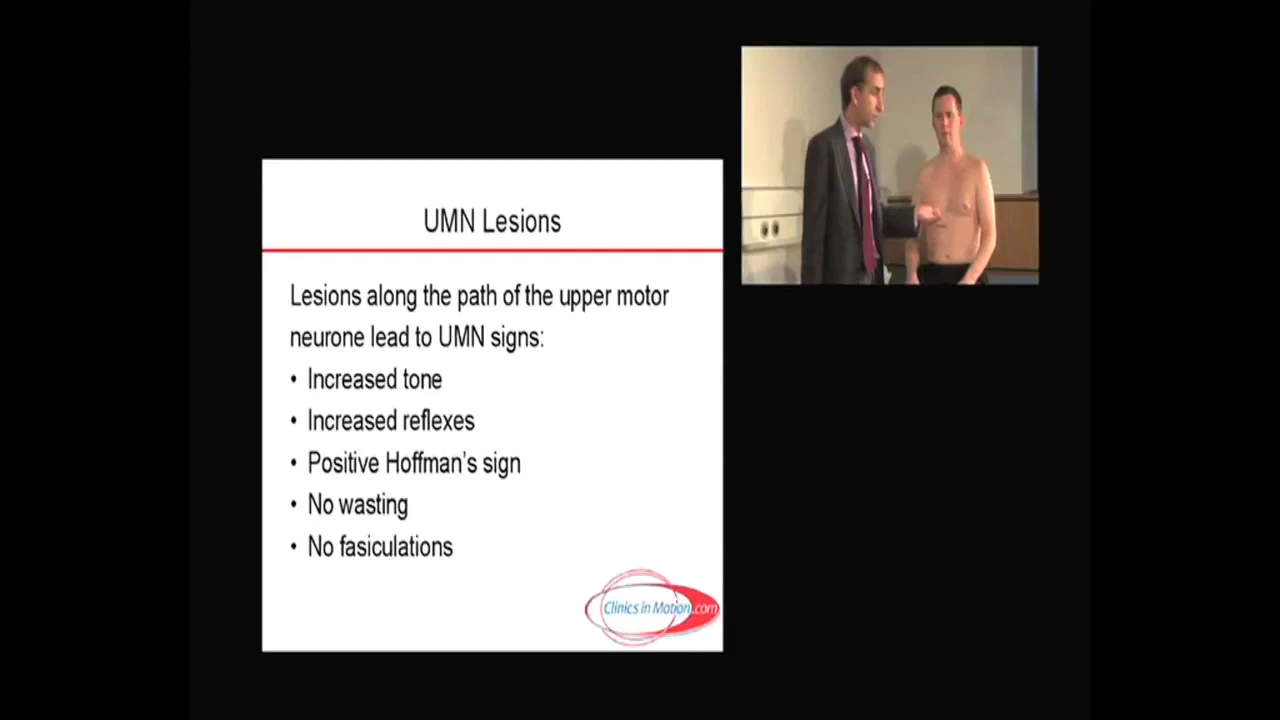 UMN Lesions
Lesions along the path of the upper motor
neurone lead to UMN signs:
• Increased tone
• Increased reflexes
• Positive Hoffman's sign
• No wasting
• No fasiculations
Clinics in Motion.com